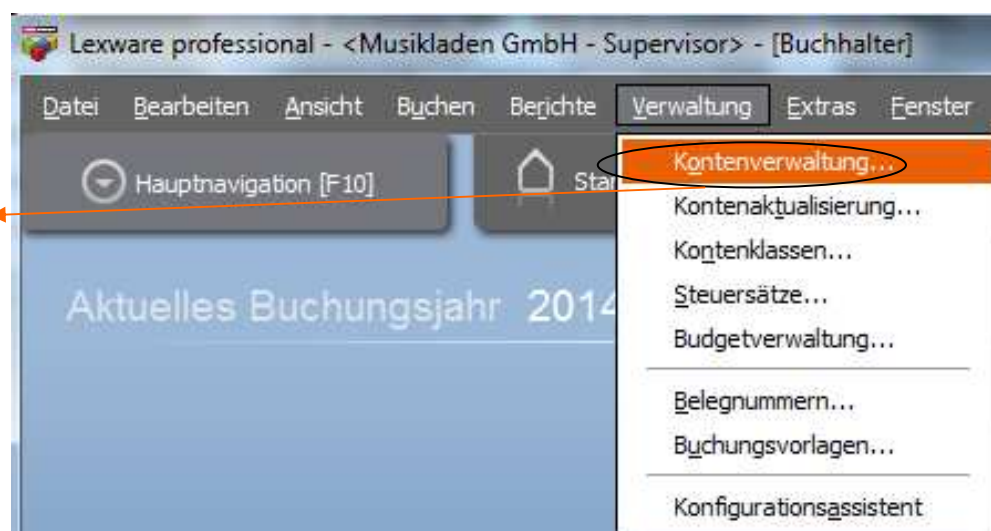 Lexware professional - <Musikladen GmbH - Supervisor> - [Buchhalter]
Datei Bearbeiten Ansicht Buchen Berichte Verwaltung Extras Fenster
Hauptnavigation [F10]
Star
Kontenverwaltung...
Kontenaktualisierung...
Kontenklassen...
Steuersätze...
Budgetverwaltung...
Belegnummern...
Buchungsvorlagen...
Konfigurationsassistent
Aktuelles Buchungsjahr 2014